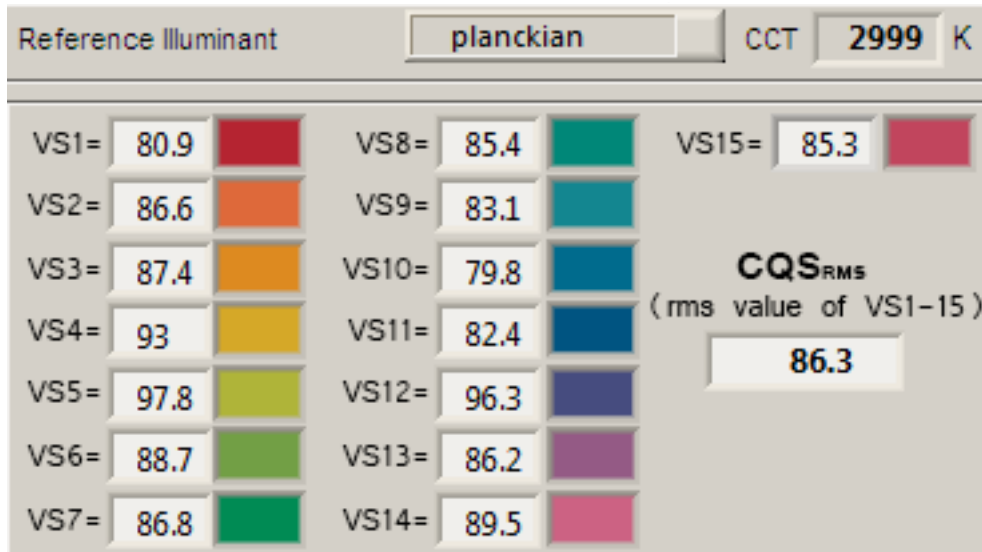 Reference Illuminant planckian CCT 2999 K
VS1= 80.9 VS8= 85.4 VS15= 85.3
VS2= 86.6 VS9= 83.1
VS3= 87.4 VS10= 79.8 CQSRMS
VS4= 93 VS11= 82.4 (rms value of VS1-15)
VS5= 97.8 VS12= 96.3 86.3
VS6= 88.7 VS13= 86.2
VS7= 86.8 VS14= 89.5